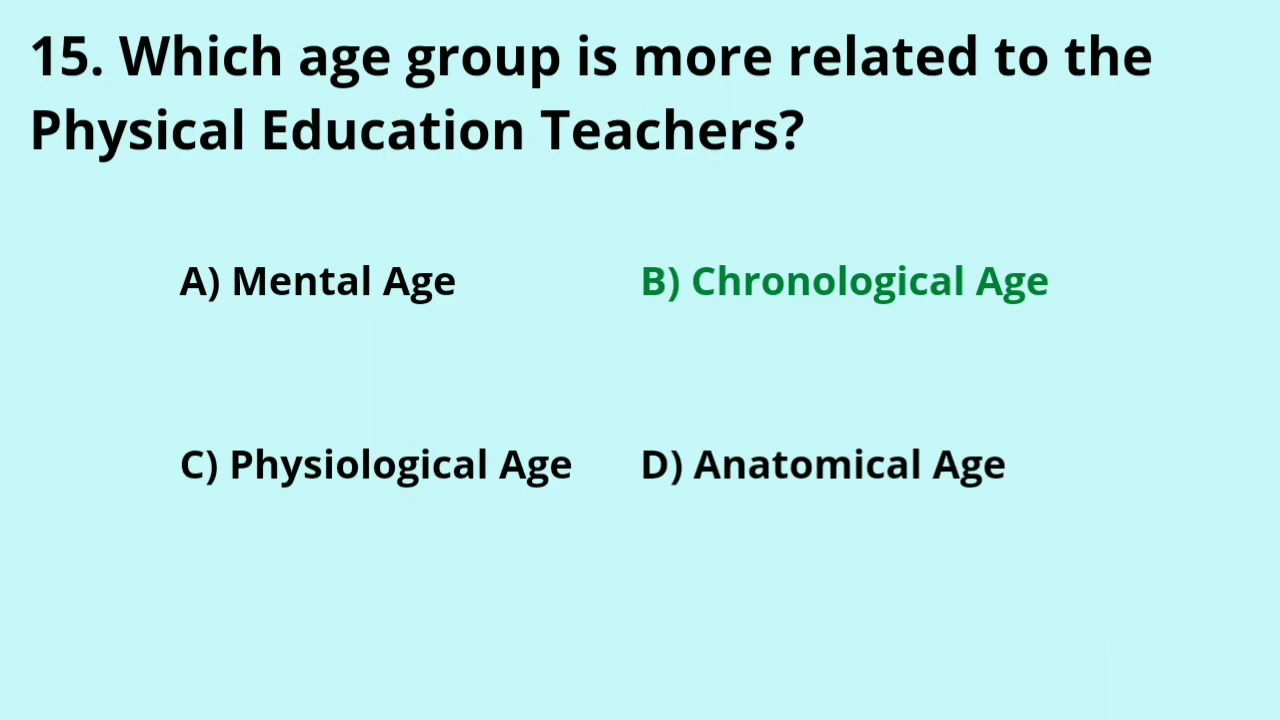 15. Which age group is more related to the
Physical Education Teachers?
A) Mental Age
B) Chronological Age
C) Physiological Age
D) Anatomical Age